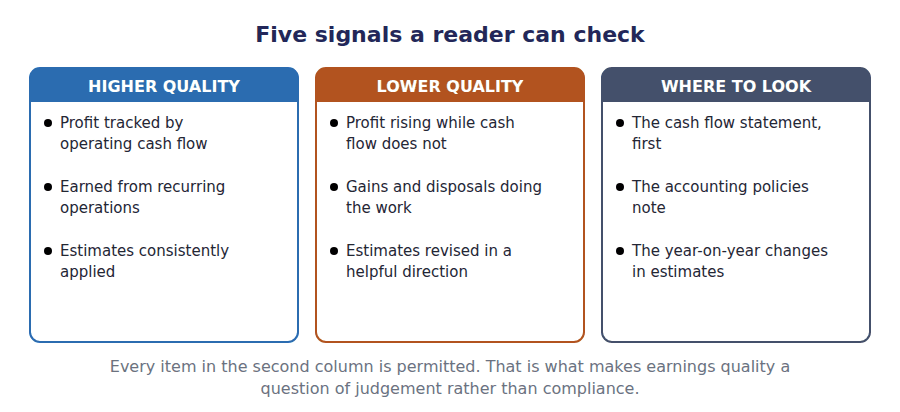 Five signals a reader can check
HIGHER QUALITY
Profit tracked by
operating cash flow
Earned from recurring
operations
Estimates consistently
applied
LOWER QUALITY
Profit rising while cash
flow does not
Gains and disposals doing
the work
Estimates revised in a
helpful direction
WHERE TO LOOK
The cash flow statement,
first
The accounting policies
note
The year-on-year changes
in estimates
Every item in the second column is permitted. That is what makes earnings quality a
question of judgement rather than compliance.